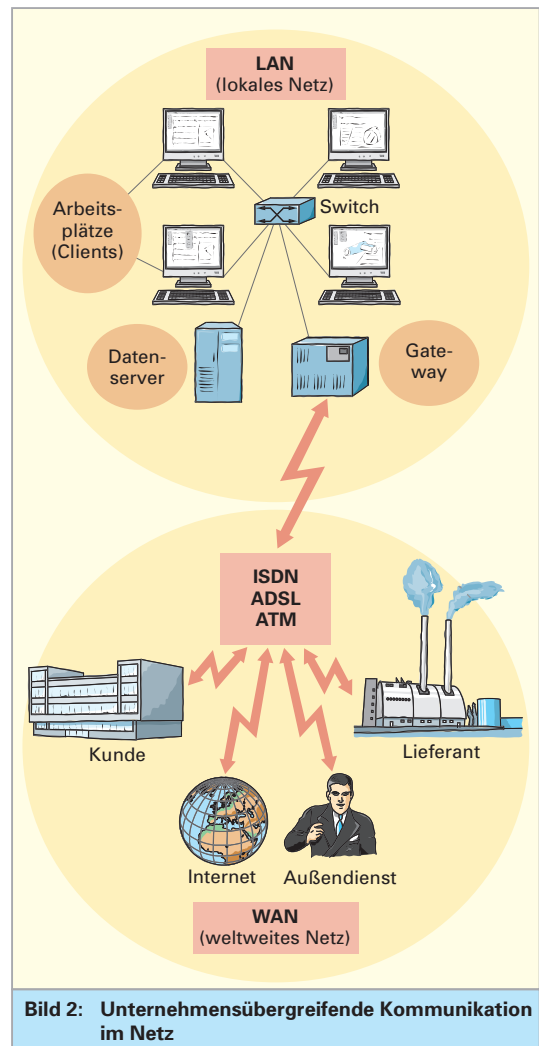 LAN
(lokales Netz)
Switch
Arbeits-
plätze
(Clients)
Daten-
server
Gate-
way
ISDN
ADSL
ATM
Kunde
Lieferant
Internet
Außendienst
WAN
(weltweites Netz)
Bild 2: Unternehmensübergreifende Kommunikation
im Netz